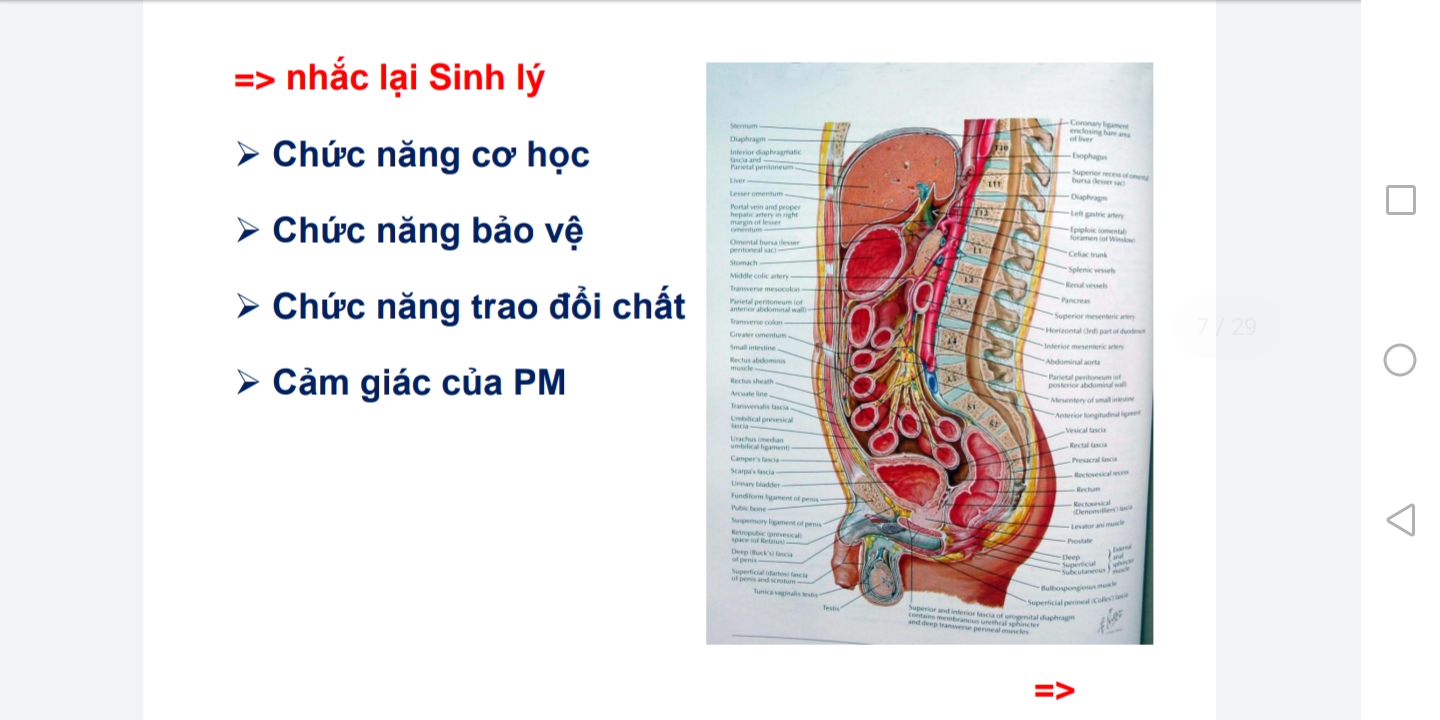 => nhắc lại Sinh lý
➢ Chức năng cơ học
➢ Chức năng bảo vệ
➢ Chức năng trao đổi chất
➢ Cảm giác của PM
Sternum
Diaphragm
Inferior diaphragmatic
fascia and
Parietal peritoneum
Liver
Lesser omentum
Portal vein and proper
hepatic artery in right
margin of lesser
omentum
Omental bursa (lesser
peritoneal sac)
Stomach
Middle colic artery
Transverse mesocolon
Parietal peritoneum (of
anterior abdominal wall)
Transverse colon
Greater omentum
Small intestine
Rectus abdominis
muscle
Rectus sheath
Arcuate line
Transversalis fascia
Umbilical prevesical
fascia
Urachus (median
umbilical ligament)
Camper's fascia
Scarpa's fascia
Urinary bladder
Fundiform ligament of penis
Pubic bone
Suspensory ligament of penis
Retropubic (prevesical)
space (of Retzius)
Deep (Buck's) fascia
of penis
Superficial (dartos) fascia
of penis and scrotum
Tunica vaginalis testis
Testis
T10
T11
T12
L1
L2
L3
L4
L5
S1
S2
Coronary ligament
enclosing bare area
of liver
Esophagus
Superior recess of omental
bursa (lesser sac)
Diaphragm
Left gastric artery
Epiploic (omental)
foramen (of Winslow)
Celiac trunk
Splenic vessels
Renal vessels
Pancreas
Superior mesenteric artery
Horizontal (3rd) part of duodenum
Inferior mesenteric artery
Abdominal aorta
Parietal peritoneum (of
posterior abdominal wall)
Mesentery of small intestine
Anterior longitudinal ligament
Vesical fascia
Rectal fascia
Presacral fascia
Rectovesical recess
Rectum
Rectovesical
(Denonvilliers') fascia
Levator ani muscle
Prostate
Deep
Superficial
Subcutaneous
External
anal
sphincter
muscle
Bulbospongiosus muscle
Superficial perineal (Colles') fascia
Superior and inferior fascia of urogenital diaphragm
contains membranous urethral sphincter
and deep transverse perineal muscles
7 / 29
=>